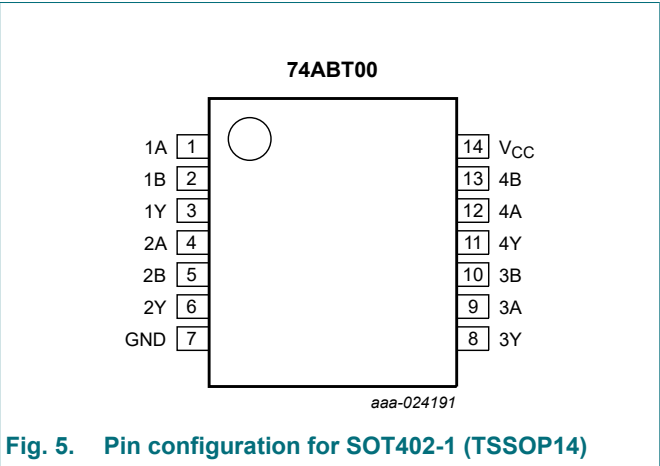 74ABT00
1A 1 14 VCC
1B 2 13 4B
1Y 3 12 4A
2A 4 11 4Y
2B 5 10 3B
2Y 6 9 3A
GND 7 8 3Y
aaa-024191
Fig. 5. Pin configuration for SOT402-1 (TSSOP14)